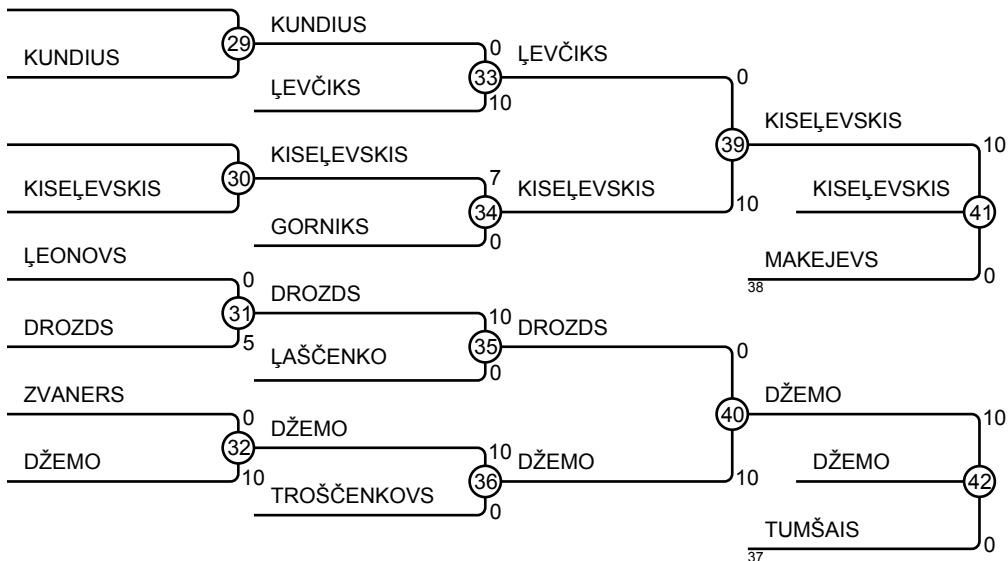 KUNDIUS
29
KUNDIUS
0
ĻEVČIKS
33
10
ĻEVČIKS
0
KISEĻEVSKIS
30
KISEĻEVSKIS
7
GORNIKS
34
0
KISEĻEVSKIS
39
10
KISEĻEVSKIS
10
KISEĻEVSKIS
41
MAKEJEVS
38
0
ĻEONOVS
0
31
DROZDS
5
DROZDS
10
ĻAŠČENKO
35
0
DROZDS
0
ZVANERS
0
32
DŽEMO
10
DŽEMO
10
TROŠČENKOVS
36
0
DŽEMO
40
10
DŽEMO
10
DŽEMO
42
TUMŠAIS
37
0